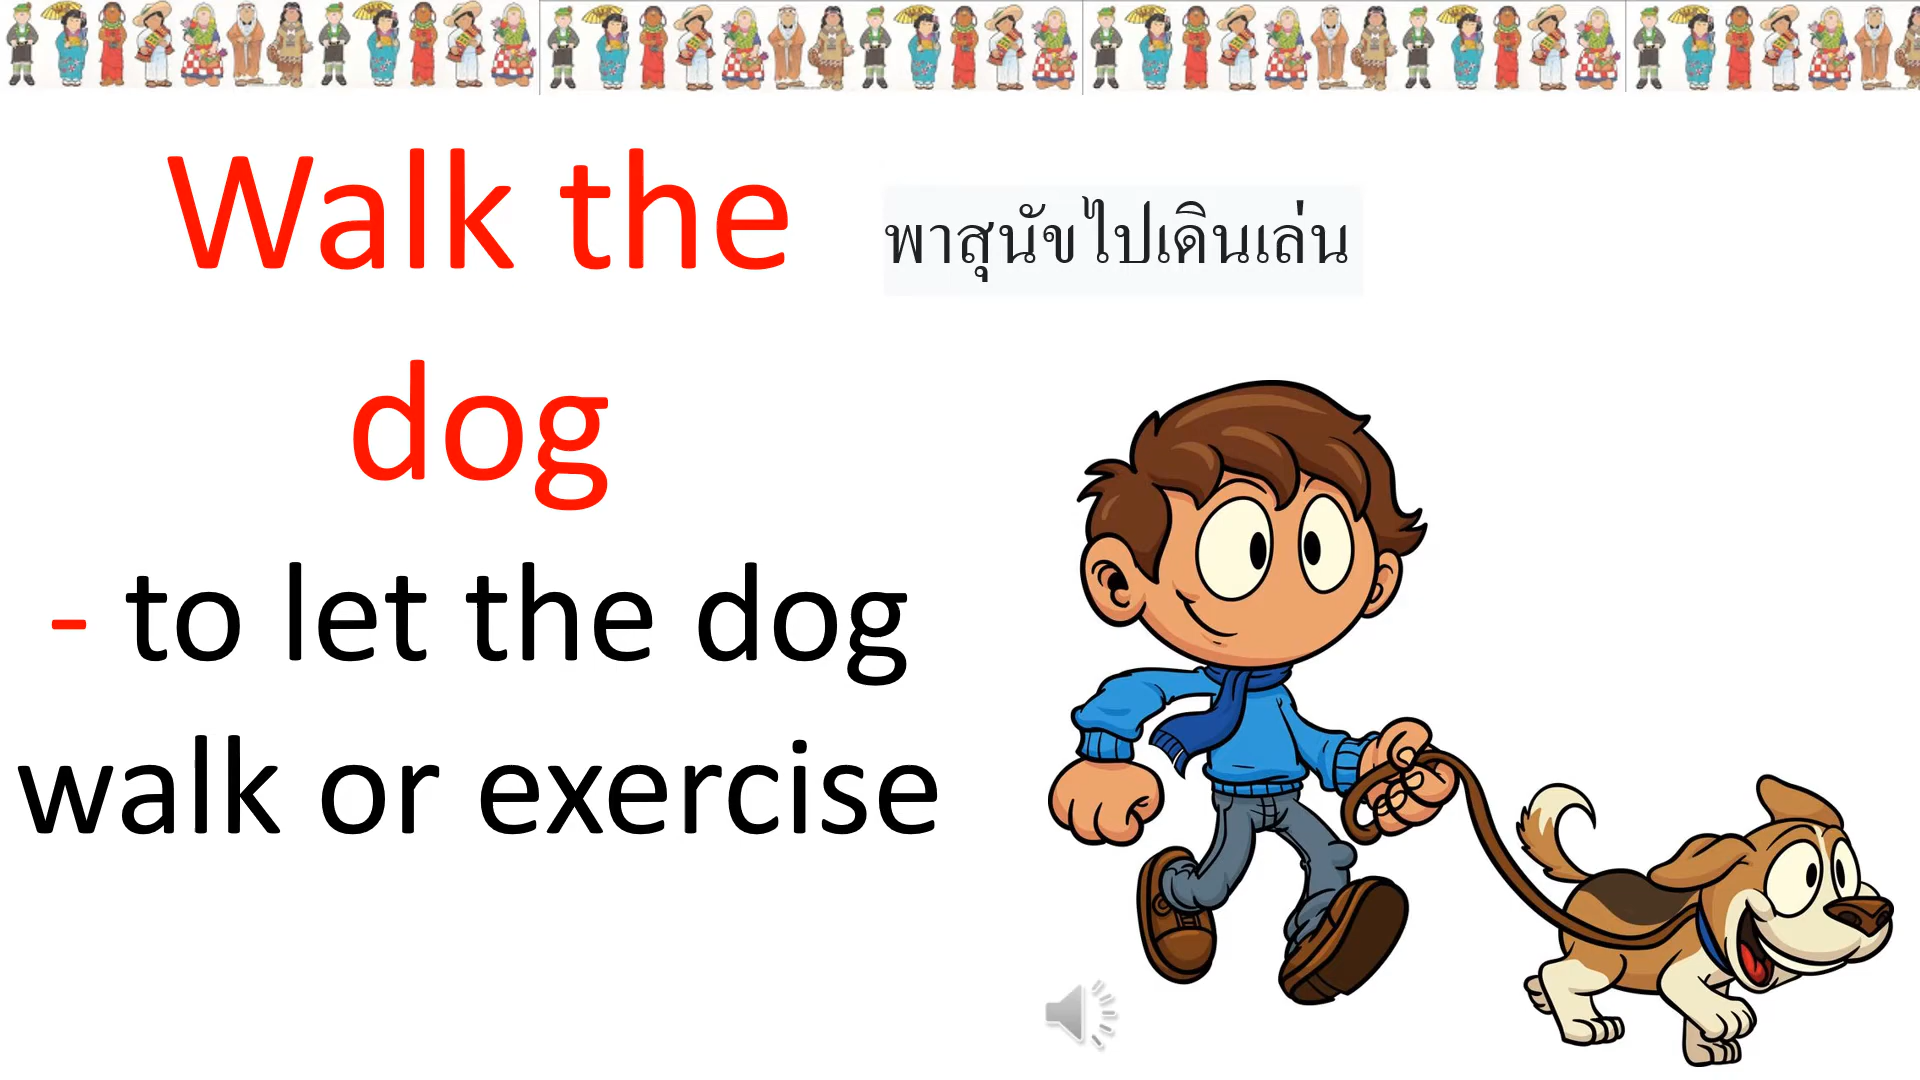 Walk the
dog
พาสุนัขไปเดินเล่น
- to let the dog
walk or exercise